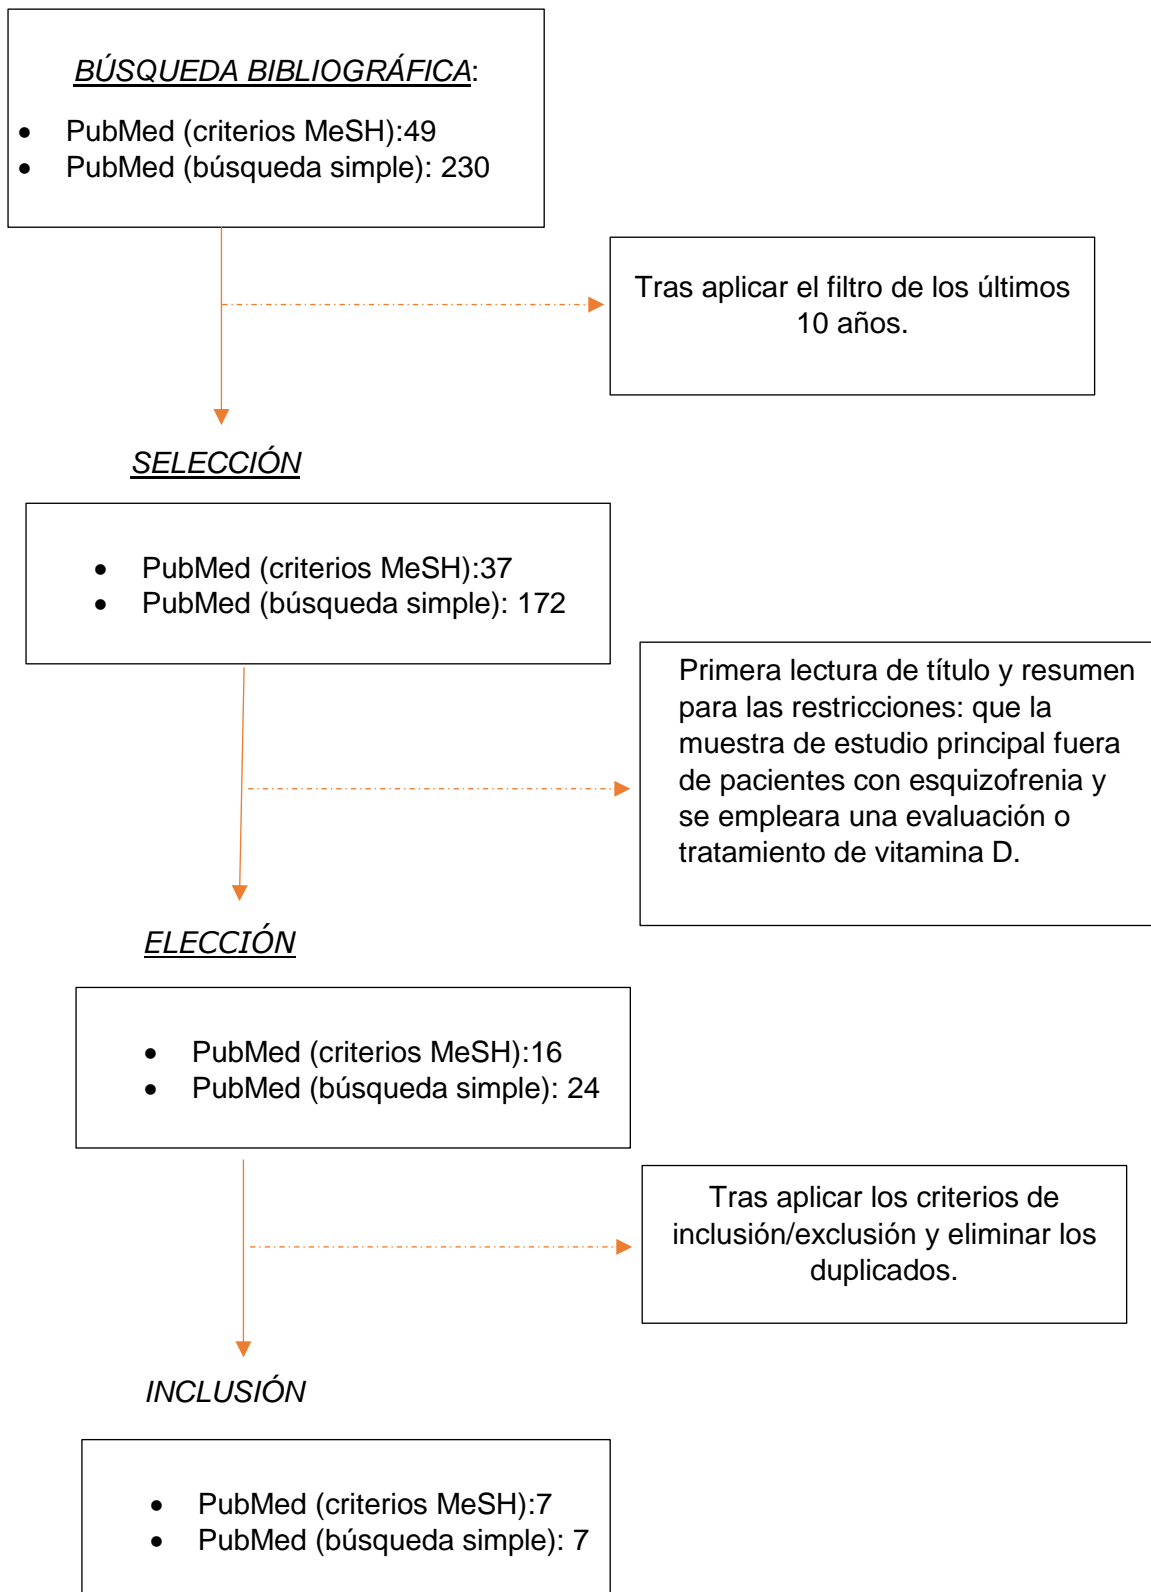 BÚSQUEDA BIBLIOGRÁFICA:
• PubMed (criterios MeSH):49
• PubMed (búsqueda simple): 230
Tras aplicar el filtro de los últimos
10 años.
SELECCIÓN
• PubMed (criterios MeSH):37
• PubMed (búsqueda simple): 172
Primera lectura de título y resumen
para las restricciones: que la
muestra de estudio principal fuera
de pacientes con esquizofrenia y
se empleara una evaluación o
tratamiento de vitamina D.
ELECCIÓN
• PubMed (criterios MeSH):16
• PubMed (búsqueda simple): 24
Tras aplicar los criterios de
inclusión/exclusión y eliminar los
duplicados.
INCLUSIÓN
• PubMed (criterios MeSH):7
• PubMed (búsqueda simple): 7